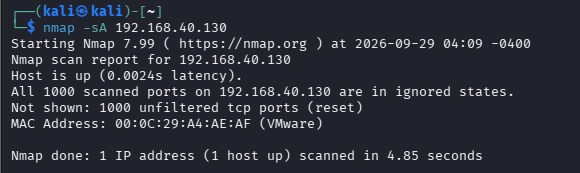 ┌──(kali㉿kali)-[~]
└─$ nmap -sA 192.168.40.130
Starting Nmap 7.99 ( https://nmap.org ) at 2026-09-29 04:09 -0400
Nmap scan report for 192.168.40.130
Host is up (0.0024s latency).
All 1000 scanned ports on 192.168.40.130 are in ignored states.
Not shown: 1000 unfiltered tcp ports (reset)
MAC Address: 00:0C:29:A4:AE:AF (VMware)
Nmap done: 1 IP address (1 host up) scanned in 4.85 seconds